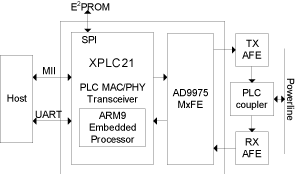 E²PROM
SPI
XPLC21
PLC MAC/PHY
Transceiver
ARM9
Embedded
Processor
Host
MII
UART
AD9975
MxFE
TX
AFE
PLC
coupler
RX
AFE
Powerline